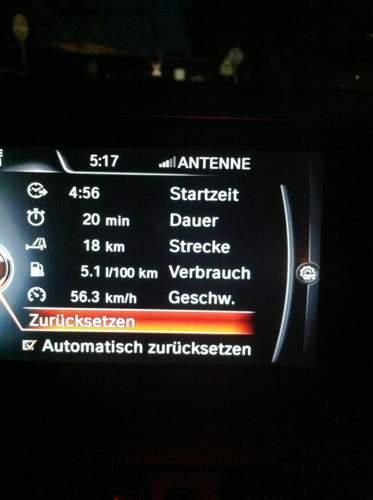 5:17 ANTENNE
4:56 Startzeit
20 min Dauer
18 km Strecke
5.1 l/100 km Verbrauch
56.3 km/h Geschw.
Zurücksetzen
Automatisch zurücksetzen